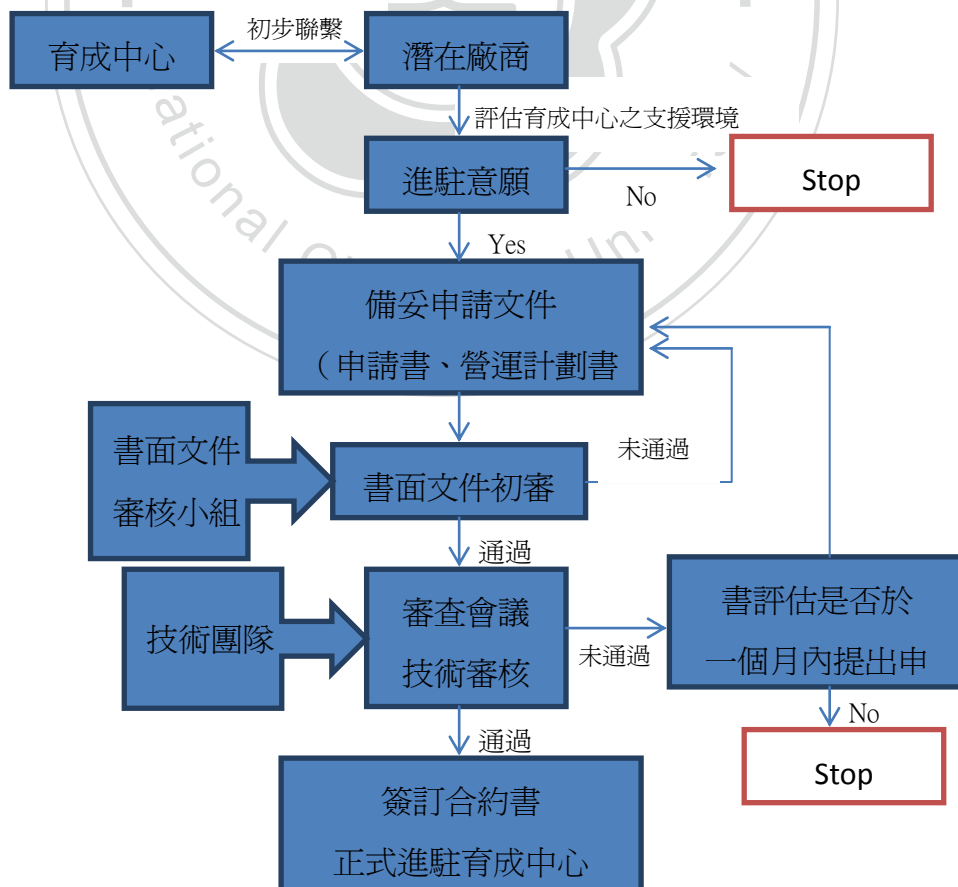 育成中心
初步聯繫
潛在廠商
評估育成中心之支援環境
進駐意願
No
Stop
Yes
備妥申請文件
（申請書、營運計劃書
書面文件
審核小組
書面文件初審
未通過
通過
技術團隊
審查會議
技術審核
未通過
書評估是否於
一個月內提出申
No
Stop
通過
簽訂合約書
正式進駐育成中心